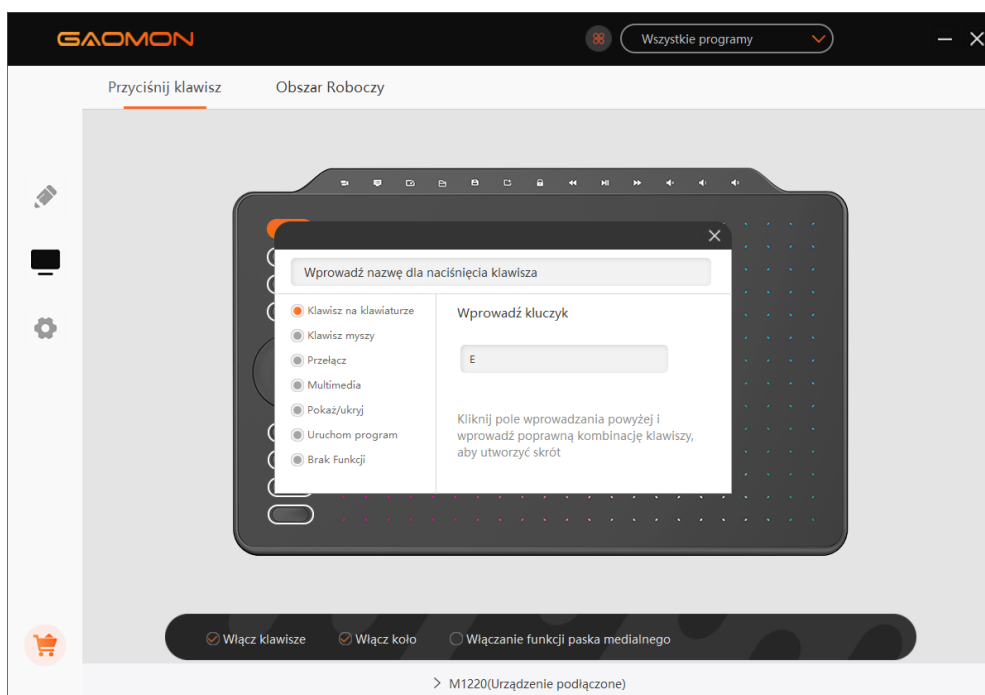 GAOMON
Wszystkie programy
Przyciśnij klawisz
Obszar Roboczy
Wprowadź nazwę dla naciśnięcia klawisza
Klawisz na klawiaturze
Klawisz myszy
Przełącz
Multimedia
Pokaż/ukryj
Uruchom program
Brak Funkcji
Wprowadź kluczyk
E
Kliknij pole wprowadzania powyżej i
wprowadź poprawną kombinację klawiszy,
aby utworzyć skrót
Włącz klawisze
Włącz koło
Włączanie funkcji paska medialnego
M1220(Urządzenie podłączone)